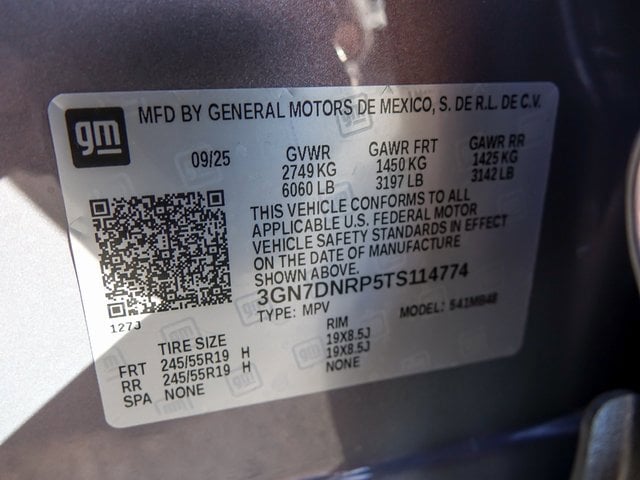 gm
MFD BY GENERAL MOTORS DE MEXICO, S. DE R.L. DE C.V.
09/25
GVWR GAWR FRT GAWR RR
2749 KG 1450 KG 1425 KG
6060 LB 3197 LB 3142 LB
THIS VEHICLE CONFORMS TO ALL
APPLICABLE U.S. FEDERAL MOTOR
VEHICLE SAFETY STANDARDS IN EFFECT
ON THE DATE OF MANUFACTURE
SHOWN ABOVE.
3GN7DNRP5TS114774
TYPE: MPV MODEL: 541MB48
127J
TIRE SIZE RIM
FRT 245/55R19 H 19X8.5J
RR 245/55R19 H 19X8.5J
SPA NONE NONE